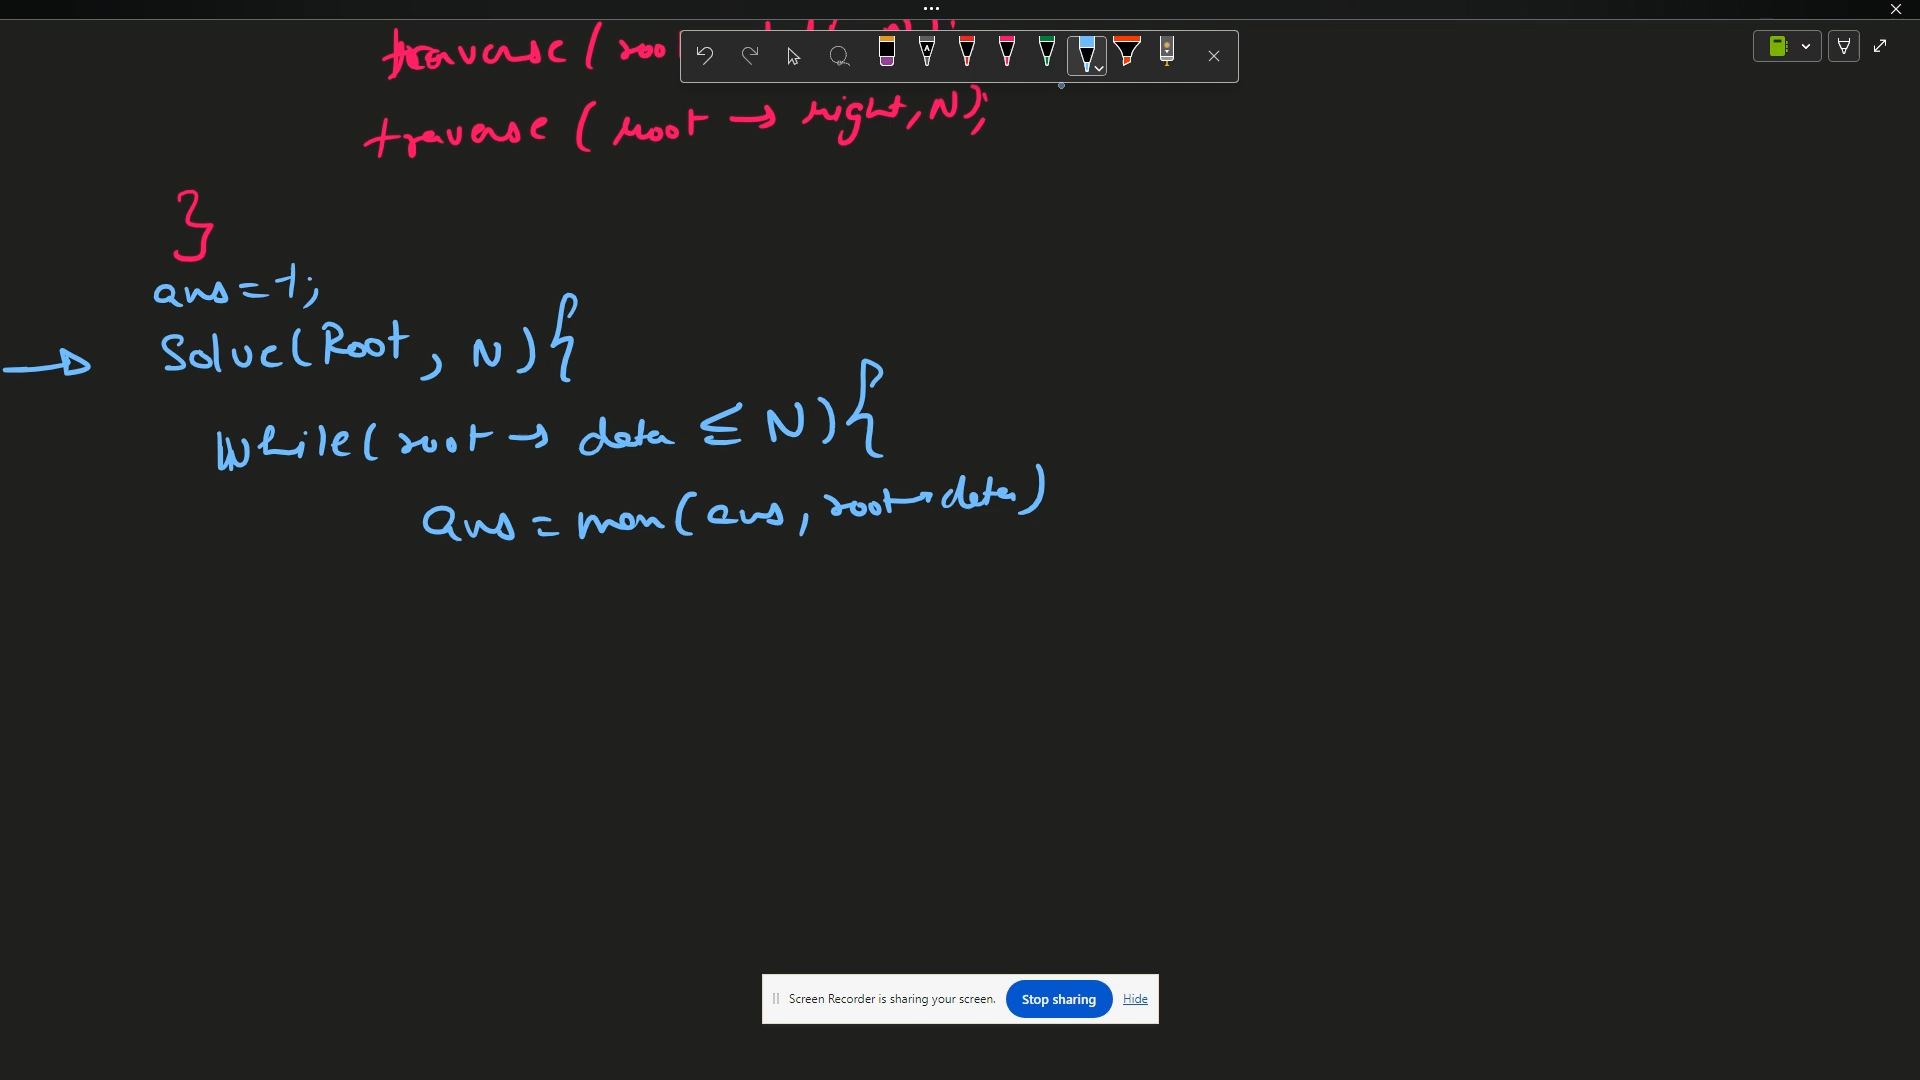 traverse ( roo
traverse ( root → right, N);
}
ans = -1;
→ Solve(Root, N){
While( root → data ≤ N){
ans = max(ans, root→data)
Screen Recorder is sharing your screen. Stop sharing Hide